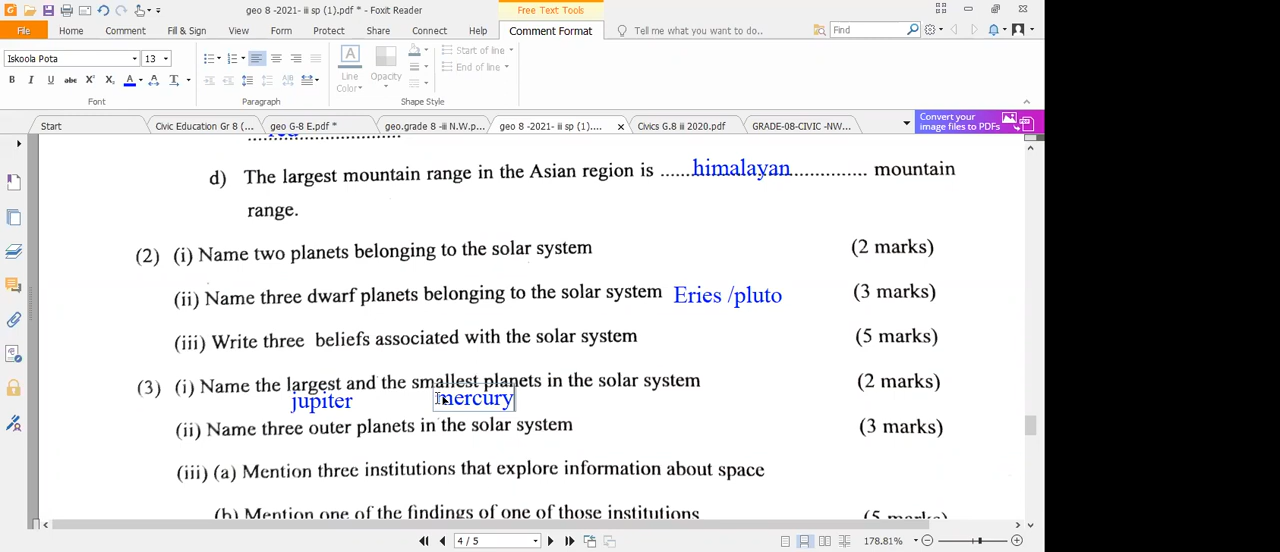 geo 8 -2021- ii sp (1).pdf * - Foxit Reader
Free Text Tools
File Home Comment Fill & Sign View Form Protect Share Connect Help Comment Format Tell me what you want to do.. Find
Iskoola Pota 13
Line Color Opacity Start of line End of line
B I U abc X² X₂ A A T
Font Paragraph Shape Style
Start Civic Education Gr 8 (... geo G-8 E.pdf * geo.grade 8 -ii N.W.p... geo 8 -2021- ii sp (1).... Civics G.8 ii 2020.pdf GRADE-08-CIVIC -NW...
Convert your image files to PDFs
d) The largest mountain range in the Asian region is ......himalayan.................. mountain
range.
(2) (i) Name two planets belonging to the solar system (2 marks)
(ii) Name three dwarf planets belonging to the solar system Eries /pluto (3 marks)
(iii) Write three beliefs associated with the solar system (5 marks)
(3) (i) Name the largest and the smallest planets in the solar system (2 marks)
jupiter mercury
(ii) Name three outer planets in the solar system (3 marks)
(iii) (a) Mention three institutions that explore information about space
(b) Mention one of the findings of one of those institutions (5 marks)
4 / 5 178.81%